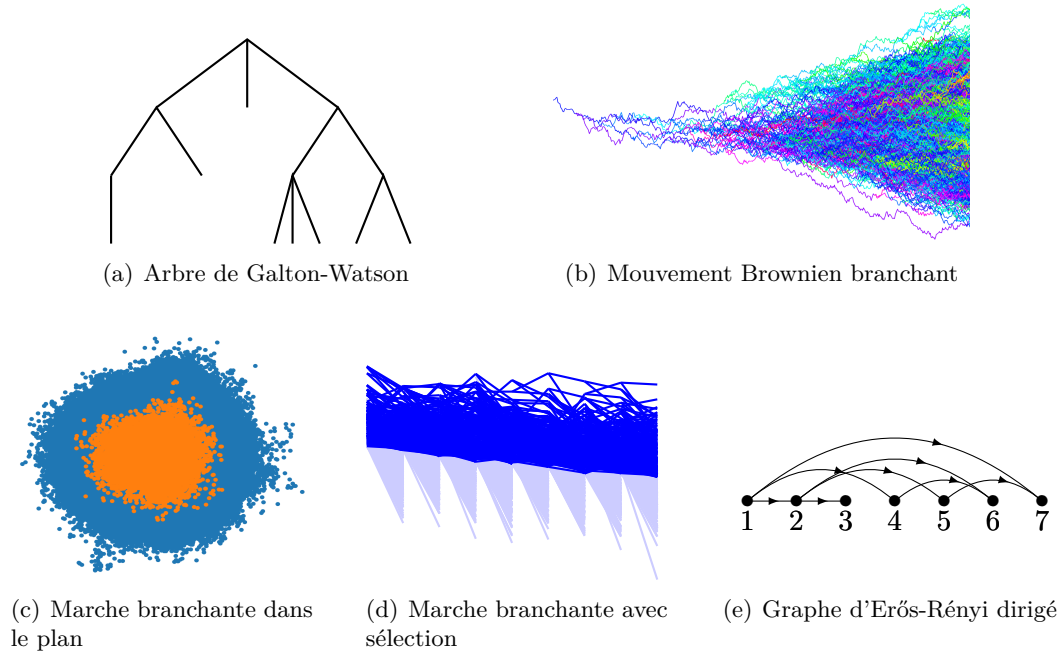 (a) Arbre de Galton-Watson
(b) Mouvement Brownien branchant
1 2 3 4 5 6 7
(c) Marche branchante dans
le plan
(d) Marche branchante avec
sélection
(e) Graphe d'Erős-Rényi dirigé